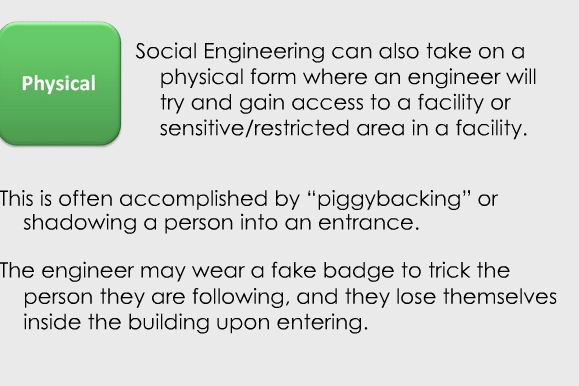 Physical
Social Engineering can also take on a
physical form where an engineer will
try and gain access to a facility or
sensitive/restricted area in a facility.
This is often accomplished by “piggybacking” or
shadowing a person into an entrance.
The engineer may wear a fake badge to trick the
person they are following, and they lose themselves
inside the building upon entering.